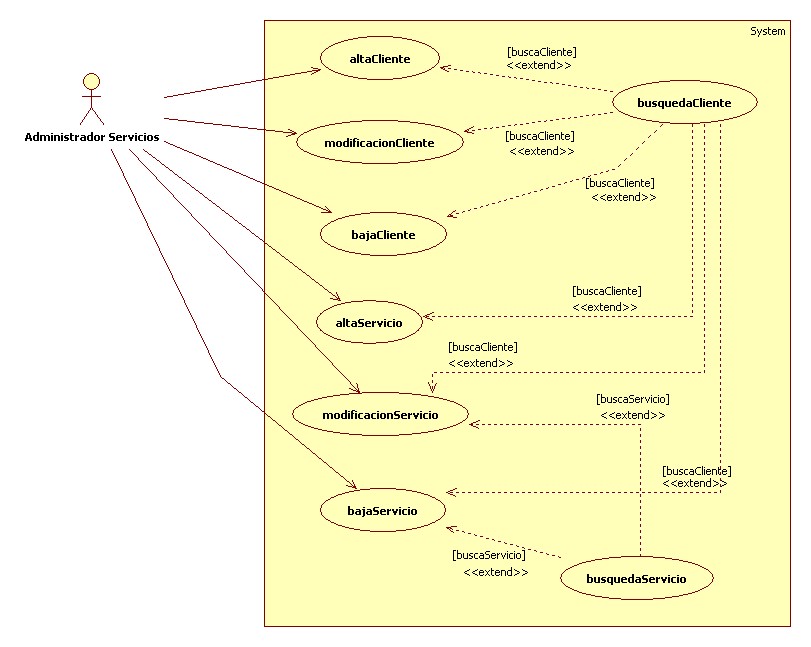 System
altaCliente
[buscaCliente]
<<extend>>
busquedaCliente
Administrador Servicios
modificacionCliente
[buscaCliente]
<<extend>>
[buscaCliente]
<<extend>>
bajaCliente
[buscaCliente]
<<extend>>
altaServicio
[buscaCliente]
<<extend>>
[buscaServicio]
<<extend>>
modificacionServicio
[buscaCliente]
<<extend>>
bajaServicio
[buscaServicio]
<<extend>>
busquedaServicio